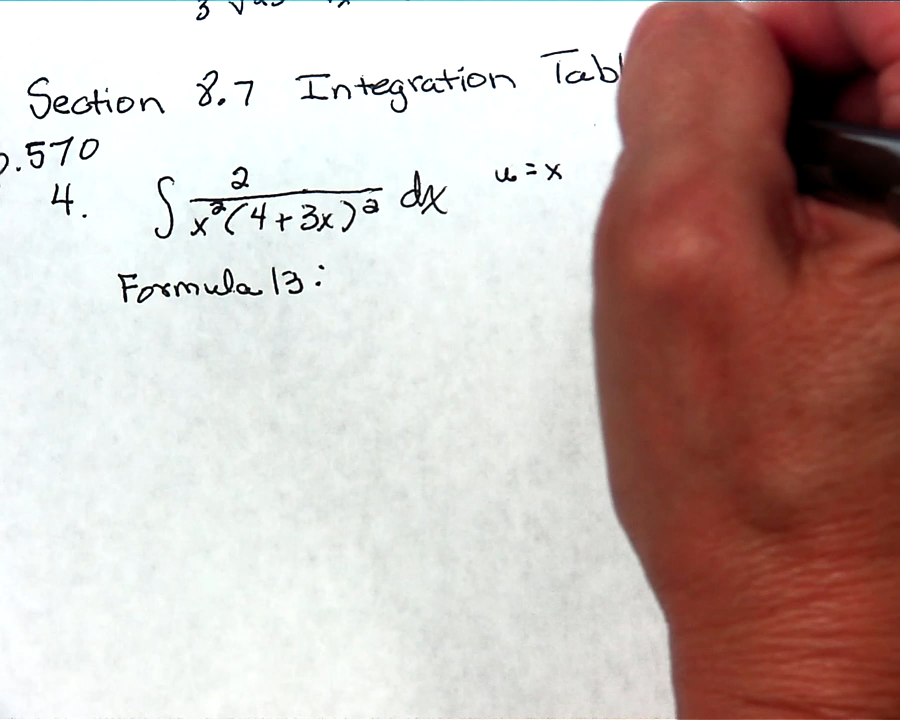 Section 8.7 Integration
.570
4. ∫ 2/(x²(4+3x)²) dx u = x
Formula 13: